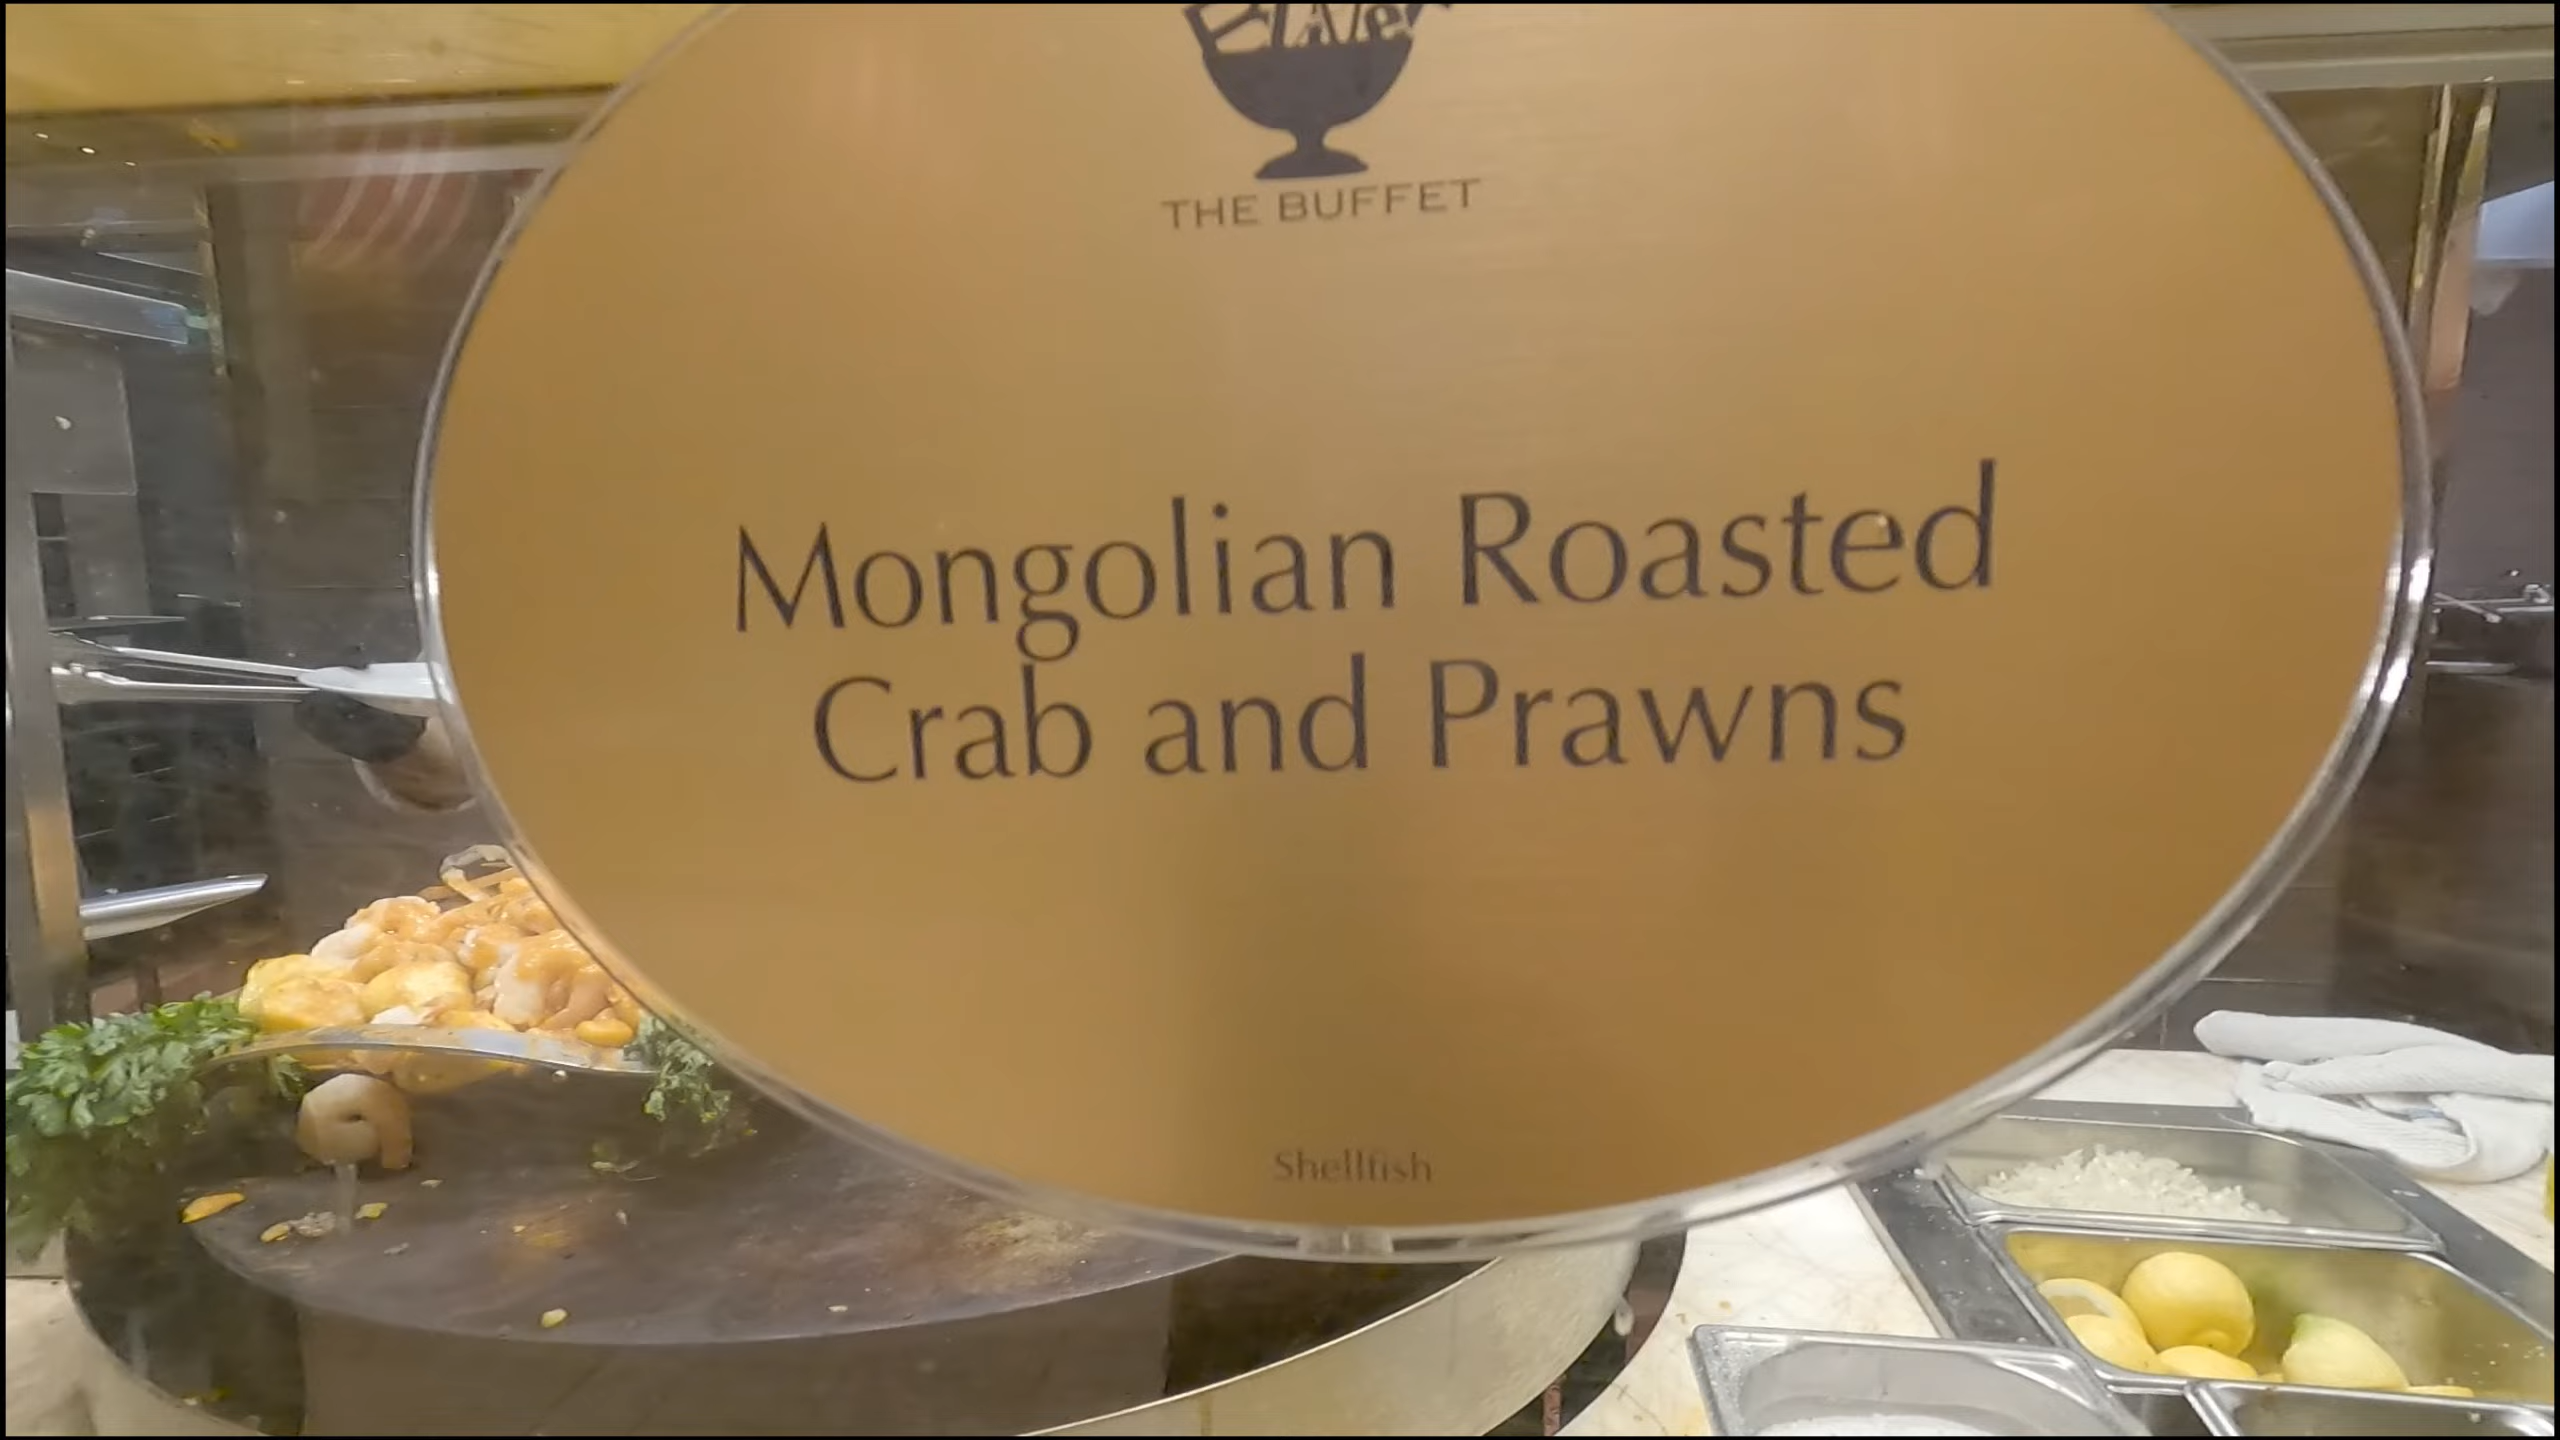 THE BUFFET
Mongolian Roasted
Crab and Prawns
Shellfish